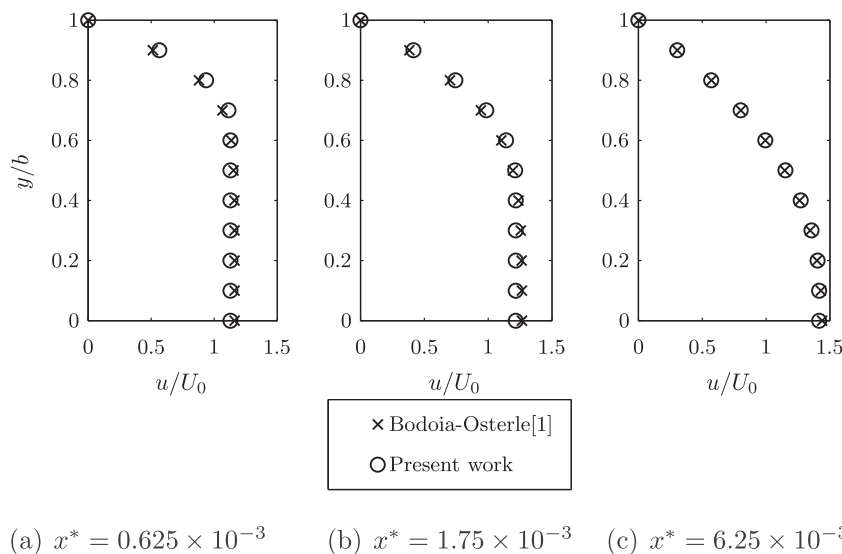 1
0.8
0.6
0.4
0.2
0
y/b
0 0.5 1 1.5
u/U₀
1
0.8
0.6
0.4
0.2
0
0 0.5 1 1.5
u/U₀
1
0.8
0.6
0.4
0.2
0
0 0.5 1 1.5
u/U₀
Bodoia-Osterle[1]
Present work
(a) x* = 0.625 × 10⁻³
(b) x* = 1.75 × 10⁻³
(c) x* = 6.25 × 10⁻³